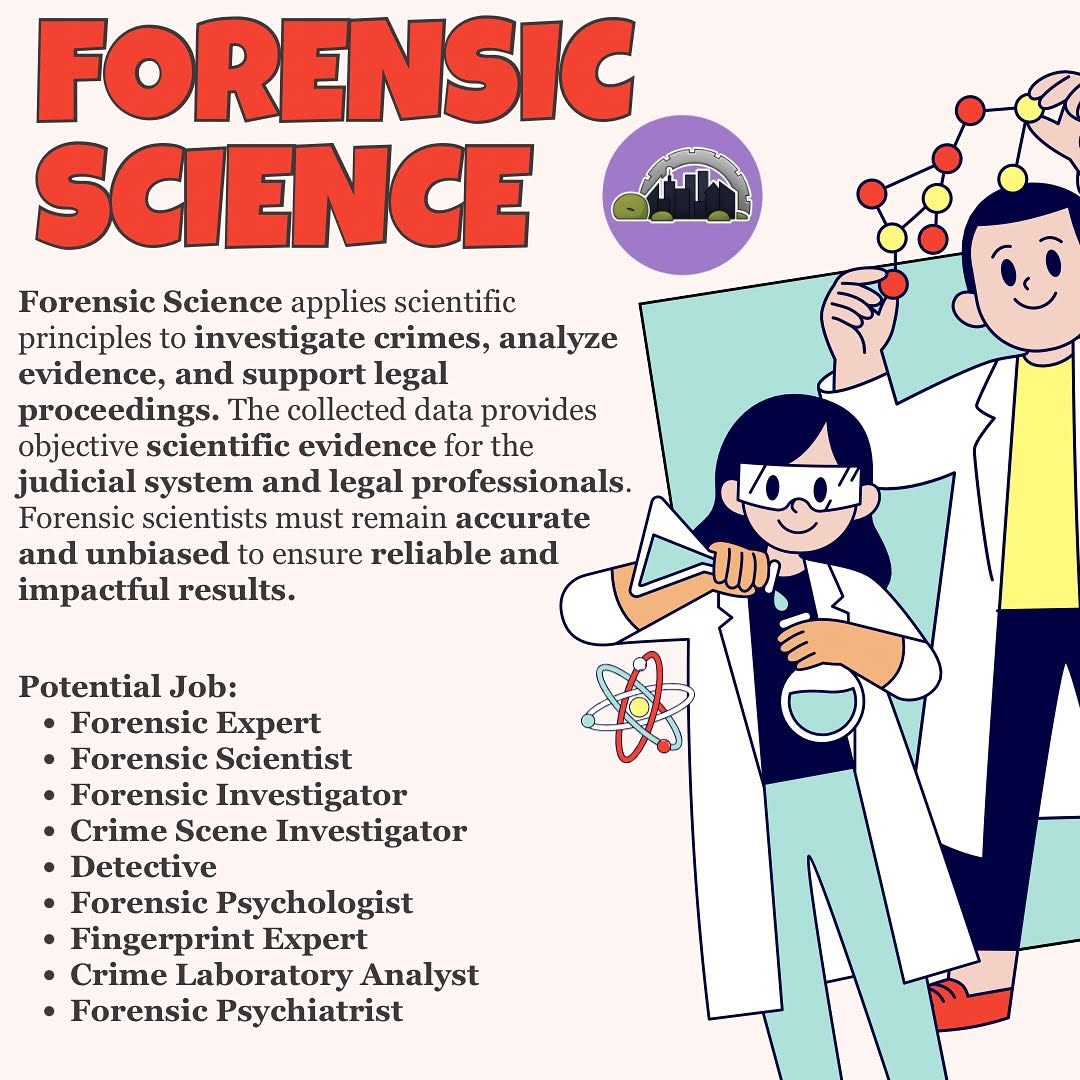 FORENSIC
SCIENCE
Forensic Science applies scientific
principles to investigate crimes, analyze
evidence, and support legal
proceedings. The collected data provides
objective scientific evidence for the
judicial system and legal professionals.
Forensic scientists must remain accurate
and unbiased to ensure reliable and
impactful results.
Potential Job:
• Forensic Expert
• Forensic Scientist
• Forensic Investigator
• Crime Scene Investigator
• Detective
• Forensic Psychologist
• Fingerprint Expert
• Crime Laboratory Analyst
• Forensic Psychiatrist